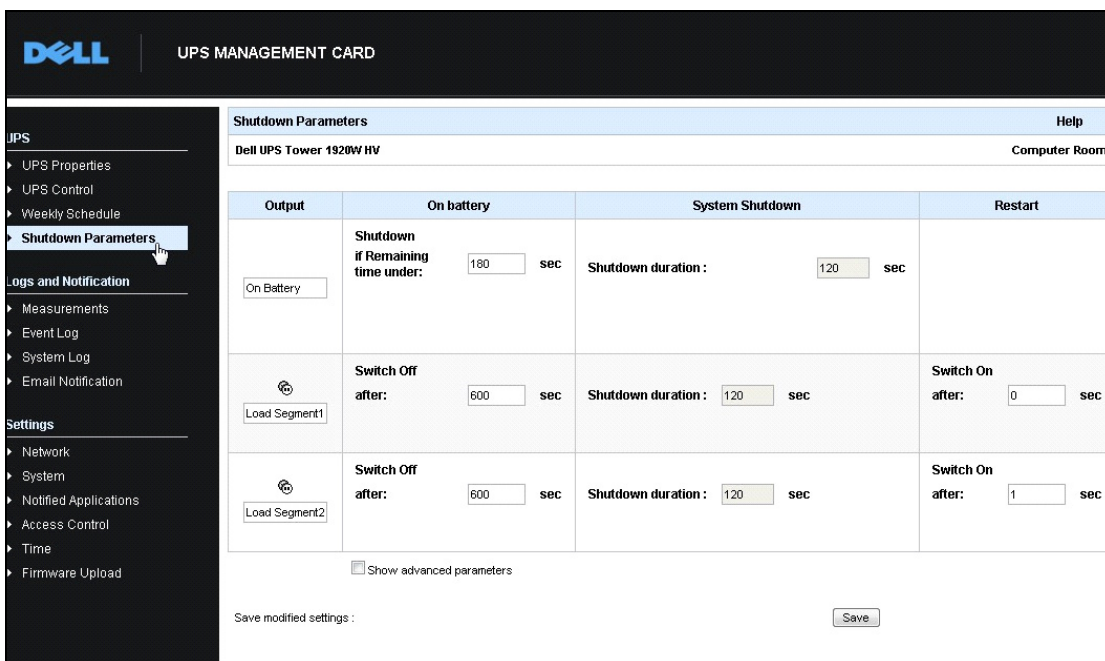 DELL
UPS MANAGEMENT CARD
UPS
UPS Properties
UPS Control
Weekly Schedule
Shutdown Parameters
Logs and Notification
Measurements
Event Log
System Log
Email Notification
Settings
Network
System
Notified Applications
Access Control
Time
Firmware Upload
Shutdown Parameters Help
Dell UPS Tower 1920W HV Computer Room
Output On battery System Shutdown Restart
On Battery
Shutdown
if Remaining
time under: 180 sec
Shutdown duration : 120 sec
Load Segment1
Switch Off
after: 600 sec
Shutdown duration : 120 sec
Switch On
after: 0 sec
Load Segment2
Switch Off
after: 600 sec
Shutdown duration : 120 sec
Switch On
after: 1 sec
Show advanced parameters
Save modified settings : Save